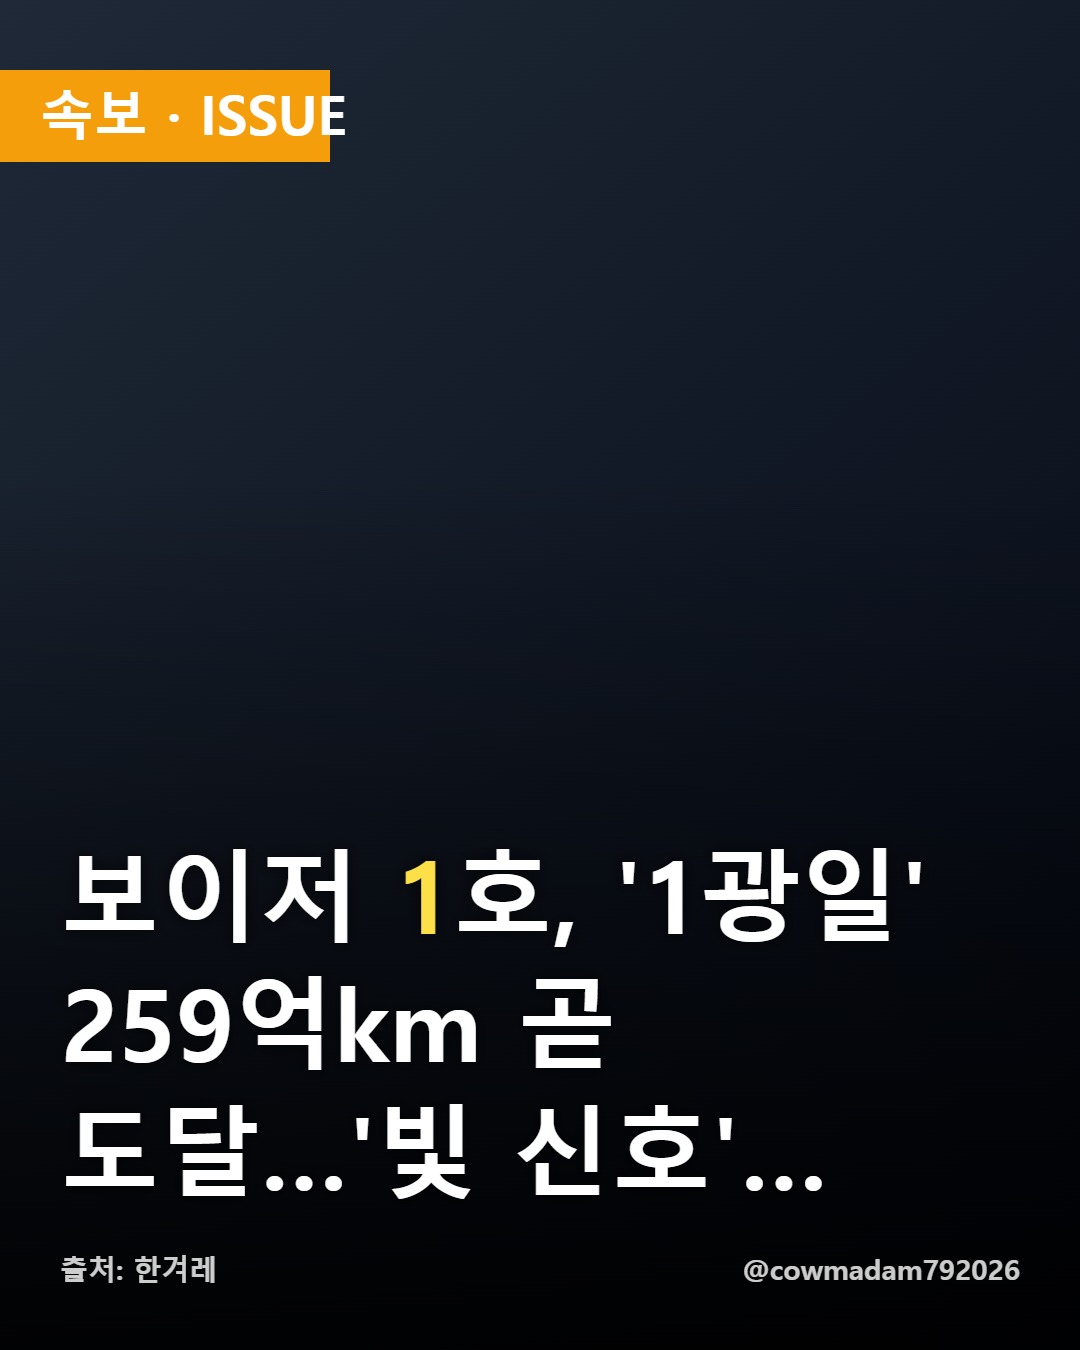 속보 · ISSUE
보이저 1호, '1광일'
259억km 곧
도달…'빛 신호'…
출처: 한겨레
@cowmadam792026